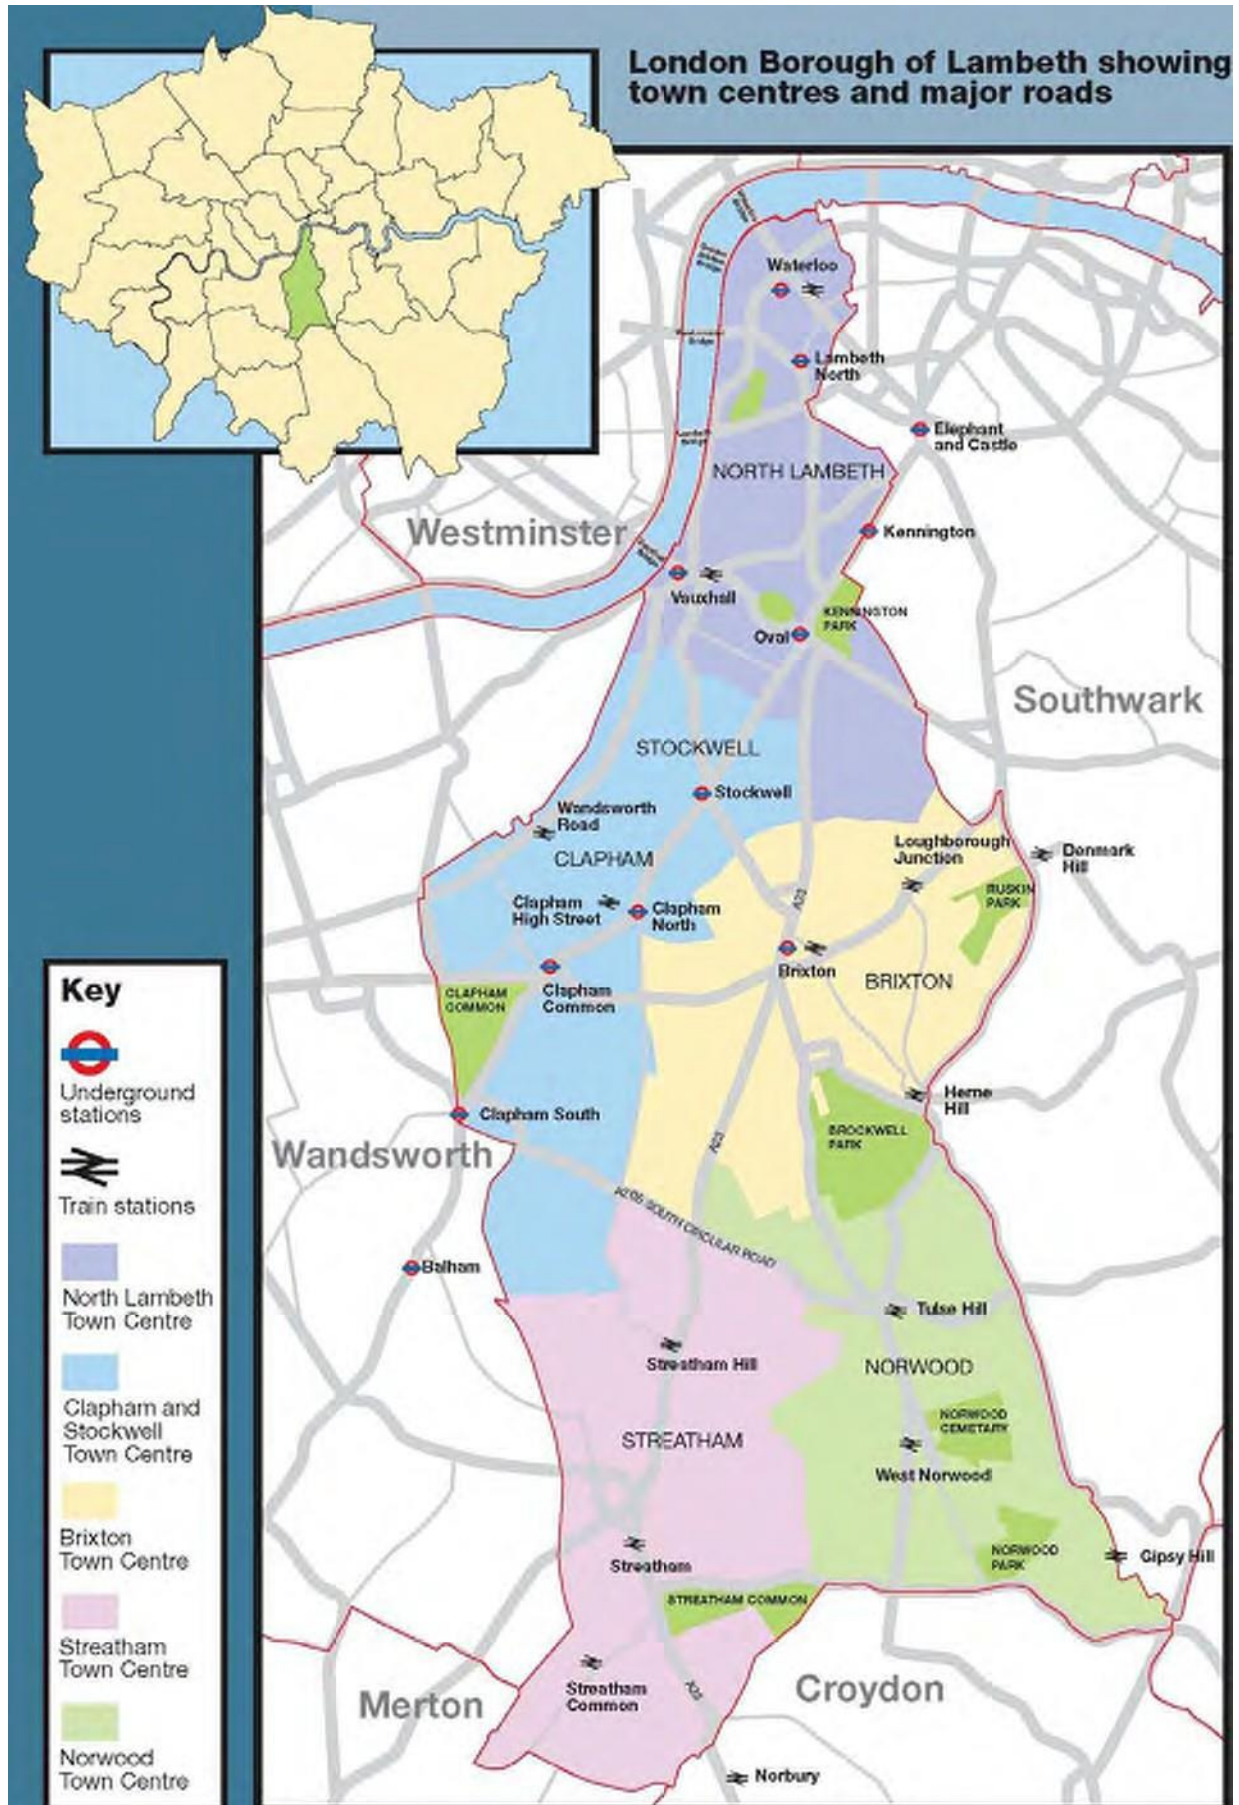 London Borough of Lambeth showing
town centres and major roads
Waterloo
Lambeth
North
Elephant
and Castle
NORTH LAMBETH
Westminster
Kennington
Vauxhall
KENNINGTON
PARK
Oval
Southwark
STOCKWELL
Stockwell
Wandsworth
Road
CLAPHAM
Loughborough
Junction
Denmark
Hill
Clapham
High Street
Clapham
North
A23
RUSKIN
PARK
Brixton
BRIXTON
CLAPHAM
COMMON
Clapham
Common
Herne
Hill
Clapham South
BROCKWELL
PARK
A23
Wandsworth
A205 SOUTH CIRCULAR ROAD
Balham
Tulse Hill
Streatham Hill
NORWOOD
NORWOOD
CEMETARY
STREATHAM
West Norwood
NORWOOD
PARK
Gipsy Hill
Streatham
STREATHAM COMMON
Streatham
Common
A23
Croydon
Merton
Norbury
Key
Underground
stations
Train stations
North Lambeth
Town Centre
Clapham and
Stockwell
Town Centre
Brixton
Town Centre
Streatham
Town Centre
Norwood
Town Centre